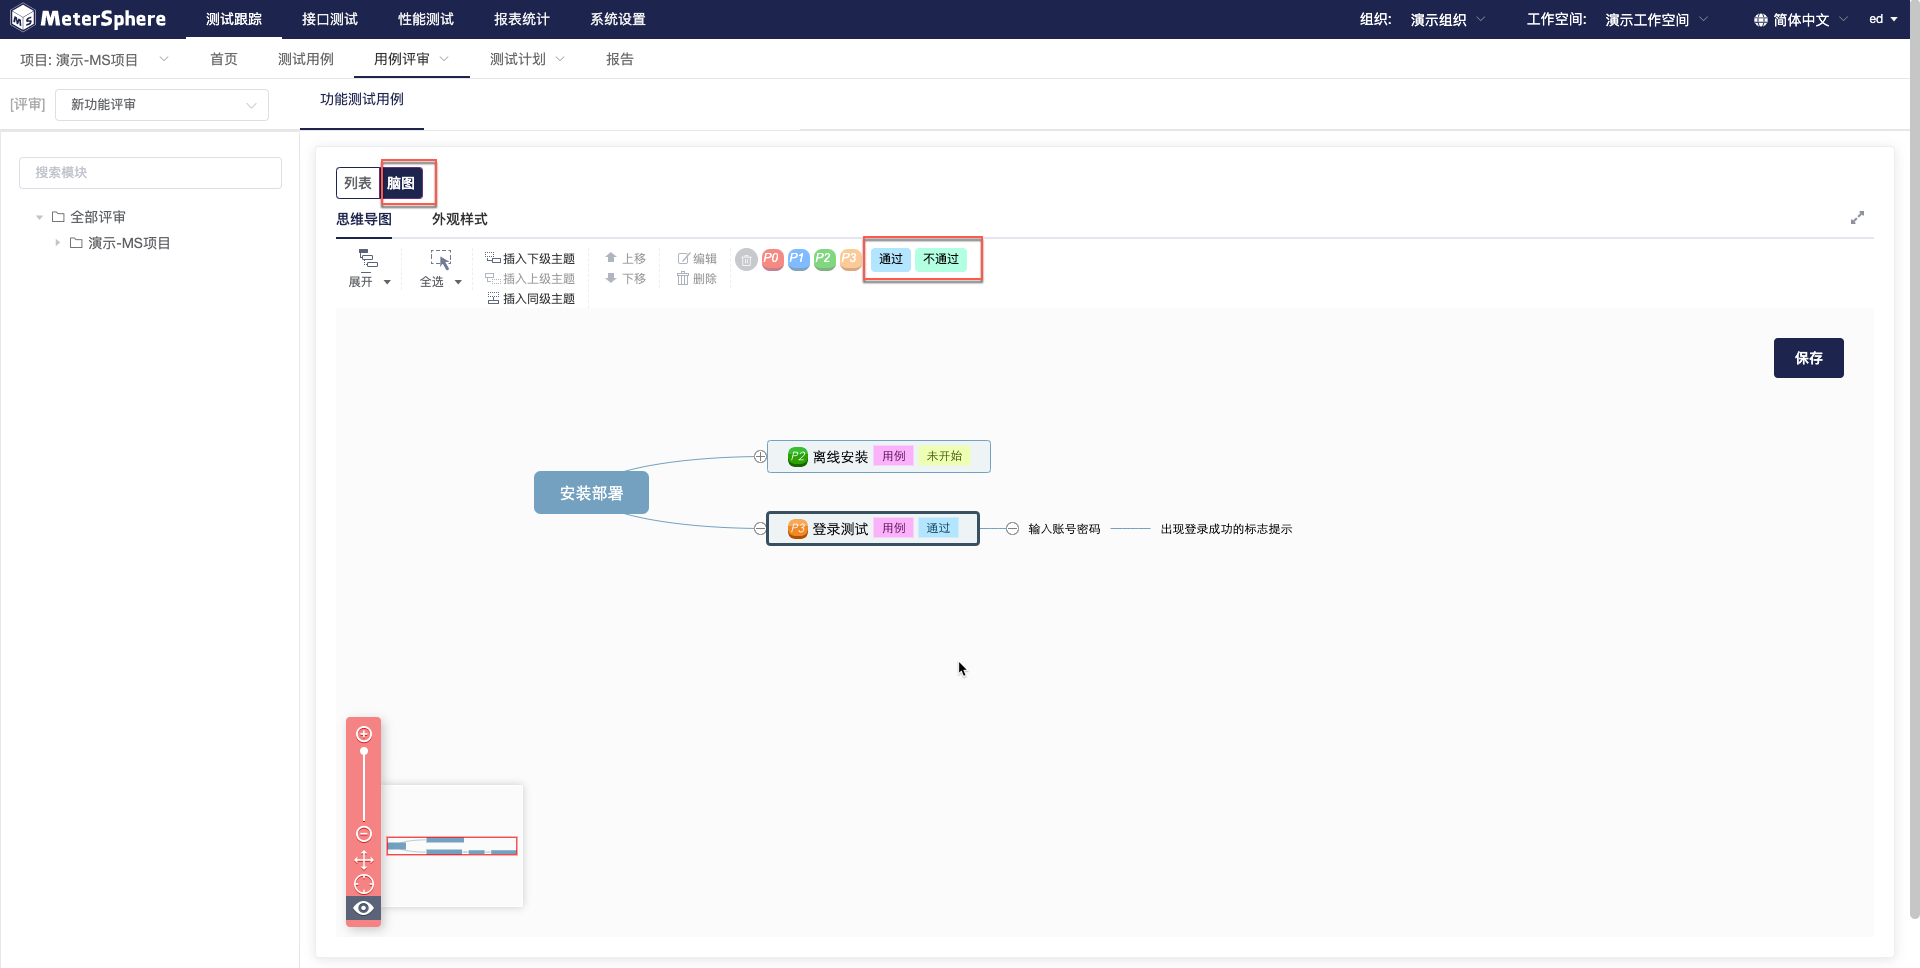 MeterSphere 测试跟踪 接口测试 性能测试 报表统计 系统设置 组织: 演示组织 工作空间: 演示工作空间 简体中文 ed
项目: 演示-MS项目 首页 测试用例 用例评审 测试计划 报告
[评审] 新功能评审 功能测试用例
搜索模块
全部评审
演示-MS项目
列表 脑图
思维导图 外观样式
展开 全选 插入下级主题 上移 编辑 P0 P1 P2 P3 通过 不通过
插入上级主题 下移 删除
插入同级主题
保存
P2 离线安装 用例 未开始
安装部署
P3 登录测试 用例 通过 输入账号密码 出现登录成功的标志提示